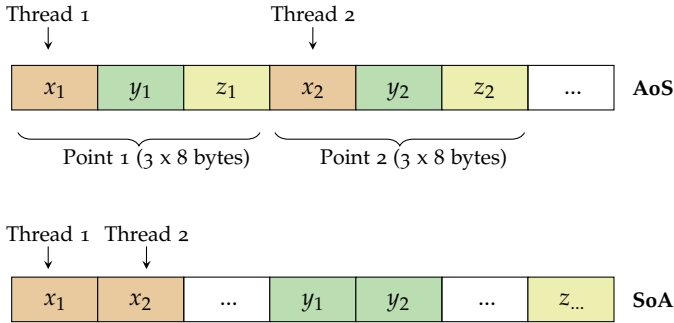 Thread 1 Thread 2
x₁ y₁ z₁ x₂ y₂ z₂ ... AoS
Point 1 (3 x 8 bytes) Point 2 (3 x 8 bytes)
Thread 1 Thread 2
x₁ x₂ ... y₁ y₂ ... z... SoA